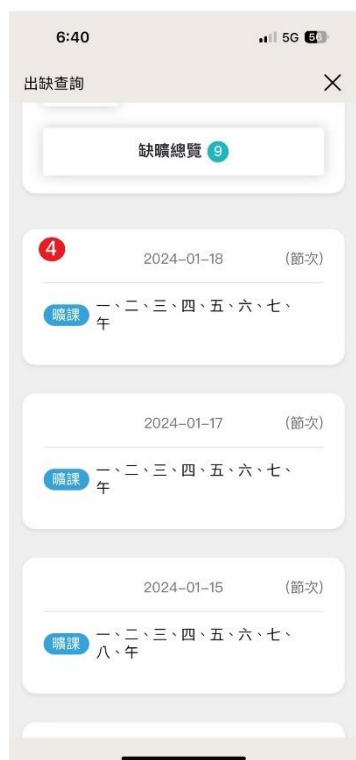 6:40
5G 56
出缺查詢
缺曠總覽 9
4
2024-01-18 (節次)
曠課 一、二、三、四、五、六、七、
午
2024-01-17 (節次)
曠課 一、二、三、四、五、六、七、
午
2024-01-15 (節次)
曠課 一、二、三、四、五、六、七、
八、午